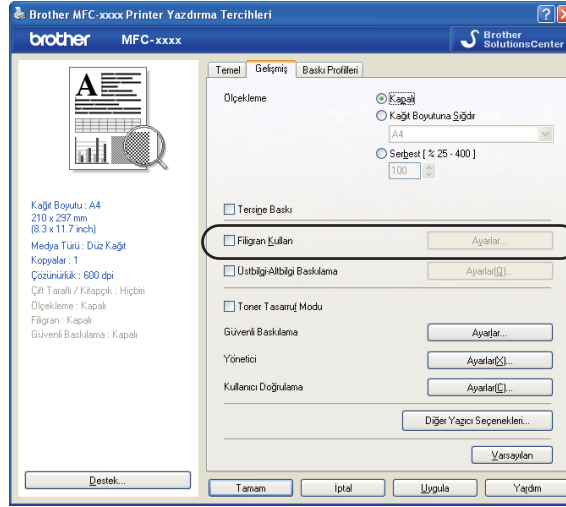 Brother MFC-xxxx Printer Yazdırma Tercihleri
brother MFC-xxxx
Brother
SolutionsCenter
Temel Gelişmiş Baskı Profilleri
Ölçekleme
Kapalı
Kağıt Boyutuna Sığdır
A4
Serbest [ % 25 - 400 ]
100
Tersine Baskı
Filigran Kullan Ayarlar...
Üstbilgi-Altbilgi Baskılama Ayarlar(Q)...
Toner Tasarruf Modu
Güvenli Baskılama Ayarlar...
Yönetici Ayarlar(X)...
Kullanıcı Doğrulama Ayarlar(C)...
Diğer Yazıcı Seçenekleri...
Varsayılan
Kağıt Boyutu : A4
210 x 297 mm
(8.3 x 11.7 inch)
Medya Türü : Düz Kağıt
Kopyalar : 1
Çözünürlük : 600 dpi
Çift Taraflı / Kitapçık : Hiçbiri
Ölçekleme : Kapalı
Filigran : Kapalı
Güvenli Baskılama : Kapalı
Destek...
Tamam İptal Uygula Yardım